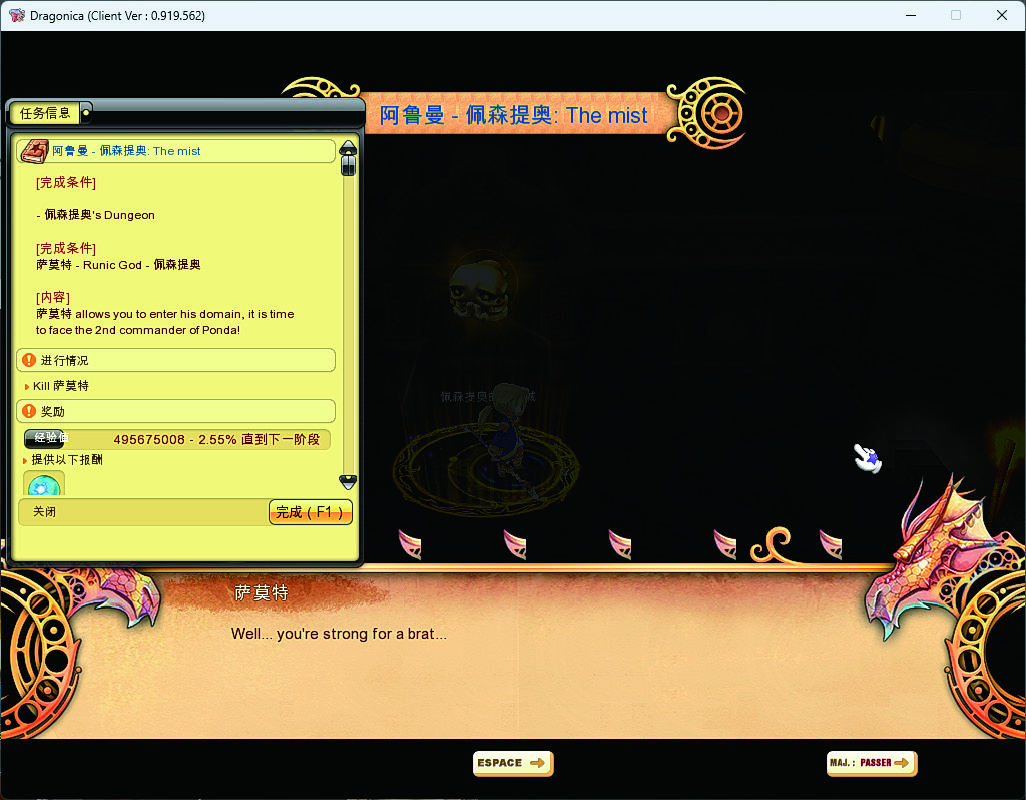 Dragonica (Client Ver : 0.919.562)
阿鲁曼 - 佩森提奥: The mist
任务信息
阿鲁曼 - 佩森提奥: The mist
[完成条件]
- 佩森提奥's Dungeon
[完成条件]
萨莫特 - Runic God - 佩森提奥
[内容]
萨莫特 allows you to enter his domain, it is time
to face the 2nd commander of Ponda!
进行情况
Kill 萨莫特
奖励
经验值 495675008 - 2.55% 直到下一阶段
提供以下报酬
关闭
完成 ( F1 )
萨莫特
Well... you're strong for a brat...
ESPACE
MAJ. : PASSER